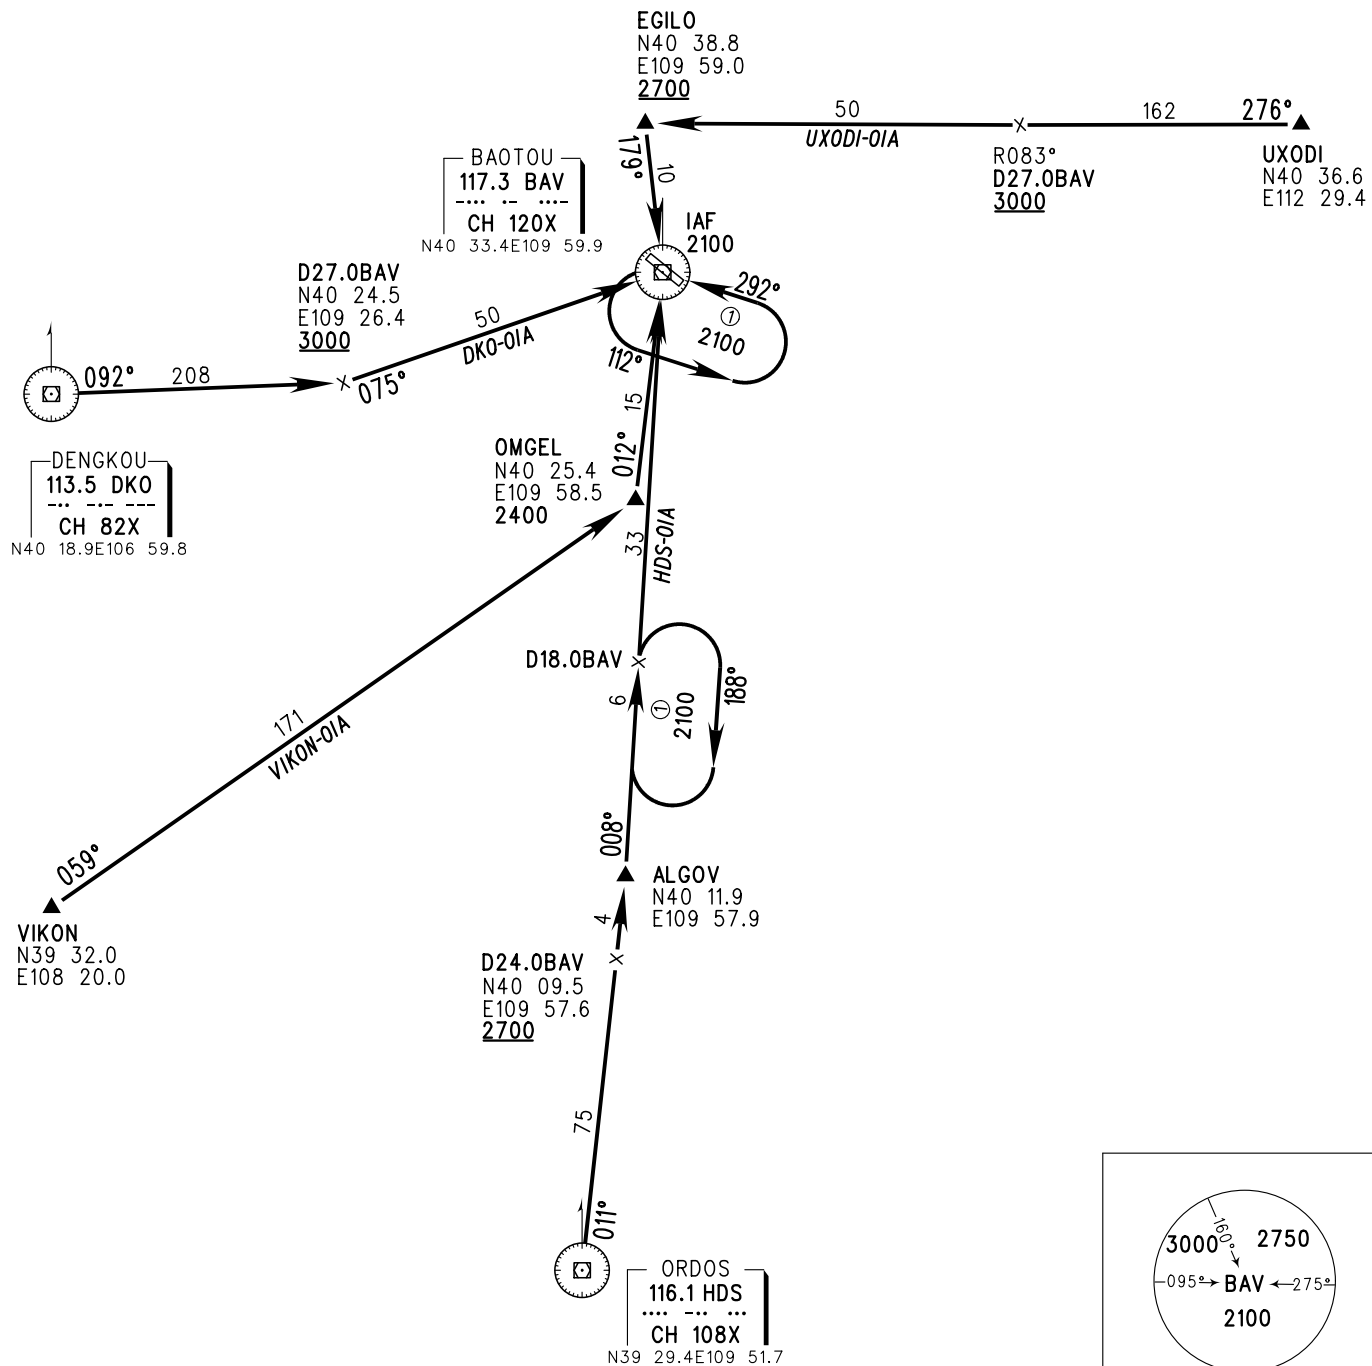 EGILO
N40 38.8
E109 59.0
2700
50
162
276°
UXODI-01A
R083°
D27.0BAV
3000
UXODI
N40 36.6
E112 29.4
179°
10
BAOTOU
117.3 BAV
-···· ·- ···-
CH 120X
N40 33.4E109 59.9
IAF
2100
292°
①
2100
112°
D27.0BAV
N40 24.5
E109 26.4
3000
50
DKO-01A
075°
092°
208
DENGKOU
113.5 DKO
-·· -·- ---
CH 82X
N40 18.9E106 59.8
15
012°
OMGEL
N40 25.4
E109 58.5
2400
33
HDS-01A
D18.0BAV
6
①
2100
188°
171
VIKON-01A
059°
VIKON
N39 32.0
E108 20.0
008°
ALGOV
N40 11.9
E109 57.9
4
D24.0BAV
N40 09.5
E109 57.6
2700
75
011°
ORDOS
116.1 HDS
···· -·· ···
CH 108X
N39 29.4E109 51.7
3000
160°
2750
095°
BAV
275°
2100